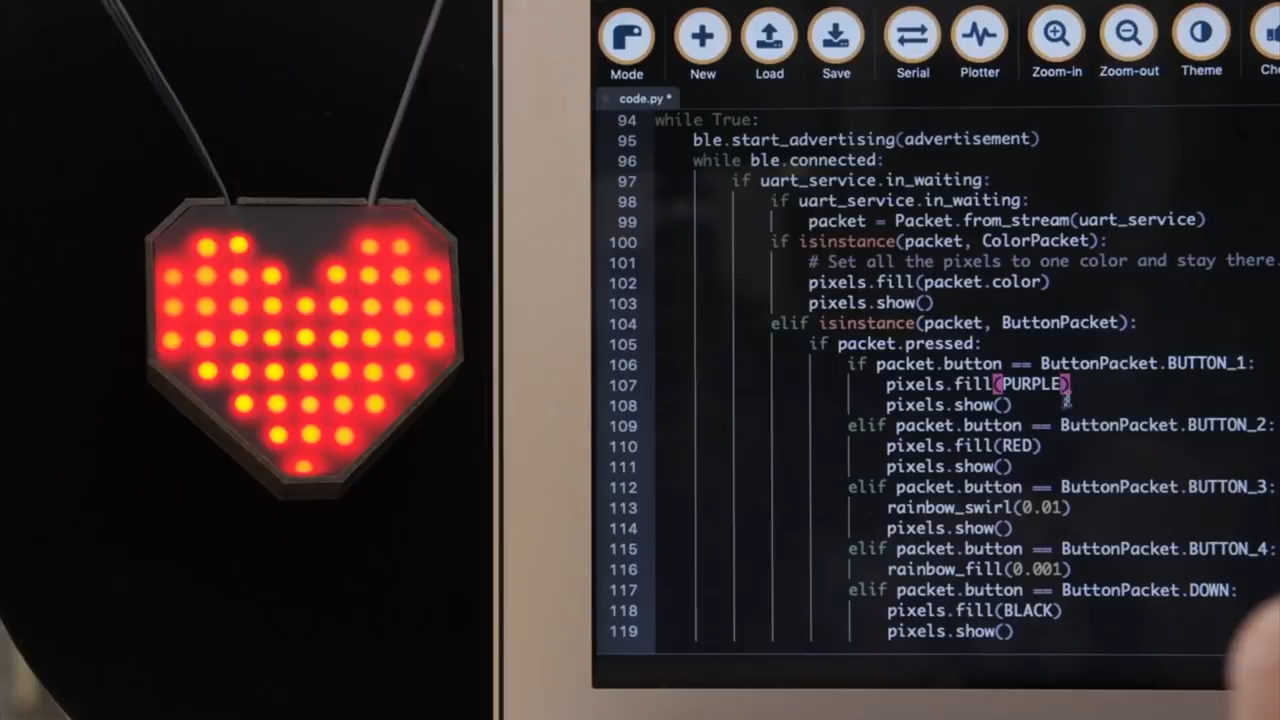 Mode New Load Save Serial Plotter Zoom-in Zoom-out Theme
code.py *
94 while True:
95 ble.start_advertising(advertisement)
96 while ble.connected:
97 if uart_service.in_waiting:
98 if uart_service.in_waiting:
99 packet = Packet.from_stream(uart_service)
100 if isinstance(packet, ColorPacket):
101 # Set all the pixels to one color and stay there.
102 pixels.fill(packet.color)
103 pixels.show()
104 elif isinstance(packet, ButtonPacket):
105 if packet.pressed:
106 if packet.button == ButtonPacket.BUTTON_1:
107 pixels.fill(PURPLE)
108 pixels.show()
109 elif packet.button == ButtonPacket.BUTTON_2:
110 pixels.fill(RED)
111 pixels.show()
112 elif packet.button == ButtonPacket.BUTTON_3:
113 rainbow_swirl(0.01)
114 pixels.show()
115 elif packet.button == ButtonPacket.BUTTON_4:
116 rainbow_fill(0.001)
117 elif packet.button == ButtonPacket.DOWN:
118 pixels.fill(BLACK)
119 pixels.show()